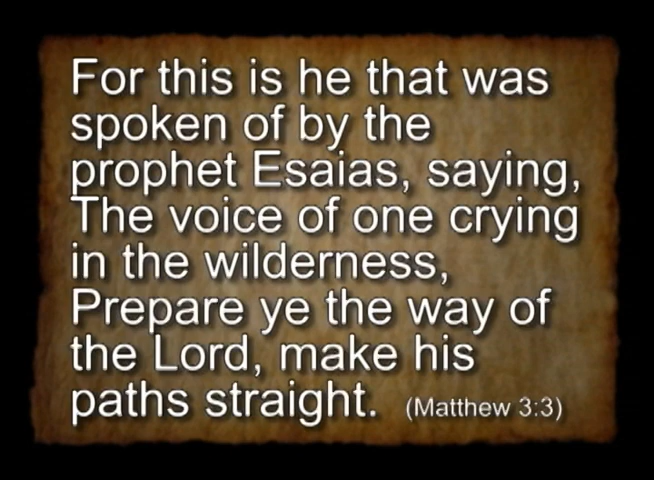 For this is he that was
spoken of by the
prophet Esaias, saying,
The voice of one crying
in the wilderness,
Prepare ye the way of
the Lord, make his
paths straight. (Matthew 3:3)